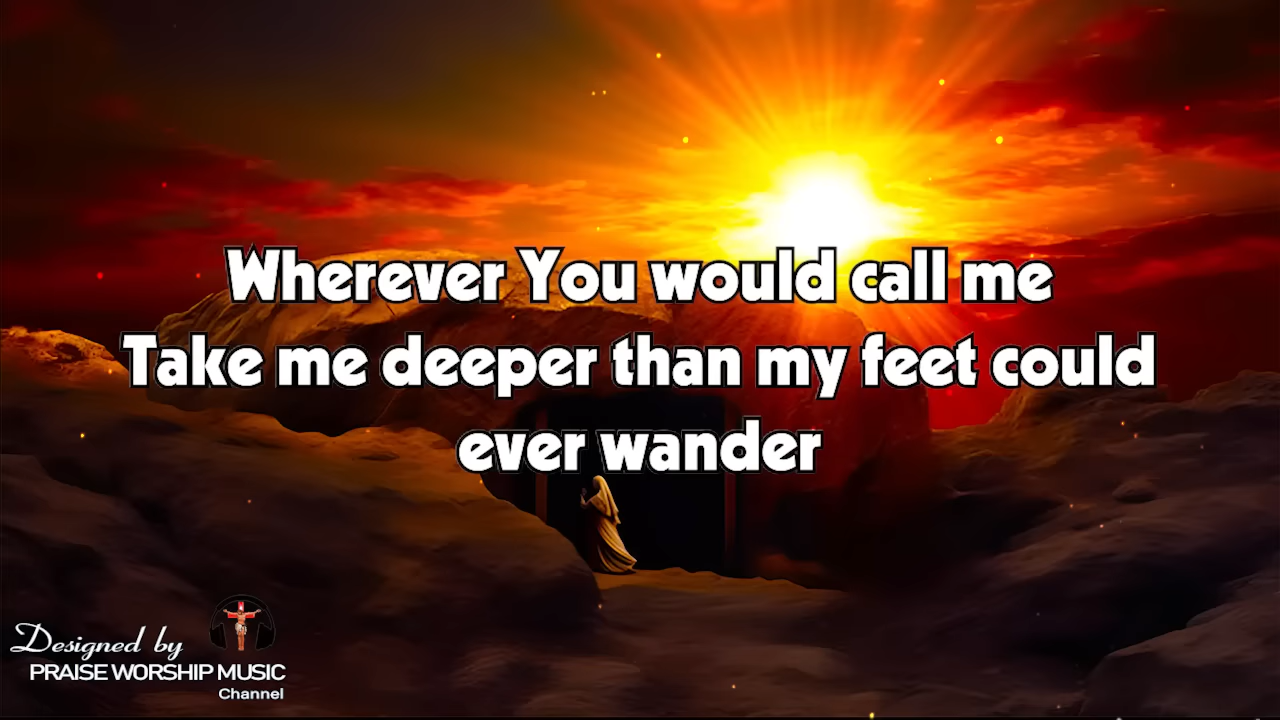 Wherever You would call me
Take me deeper than my feet could
ever wander
Designed by
PRAISE WORSHIP MUSIC
Channel